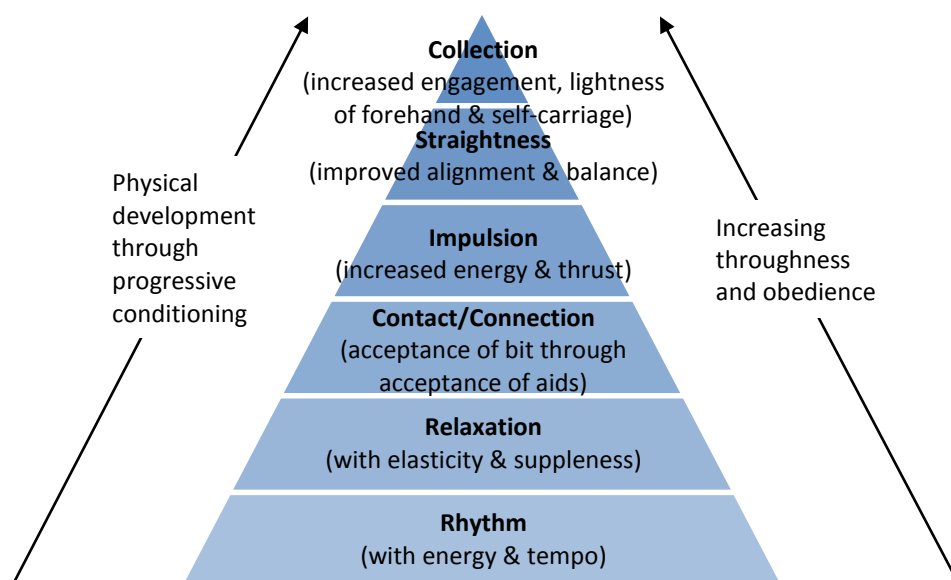 Collection
(increased engagement, lightness
of forehand & self-carriage)
Straightness
(improved alignment & balance)
Impulsion
(increased energy & thrust)
Contact/Connection
(acceptance of bit through
acceptance of aids)
Relaxation
(with elasticity & suppleness)
Rhythm
(with energy & tempo)
Physical
development
through
progressive
conditioning
Increasing
throughness
and obedience